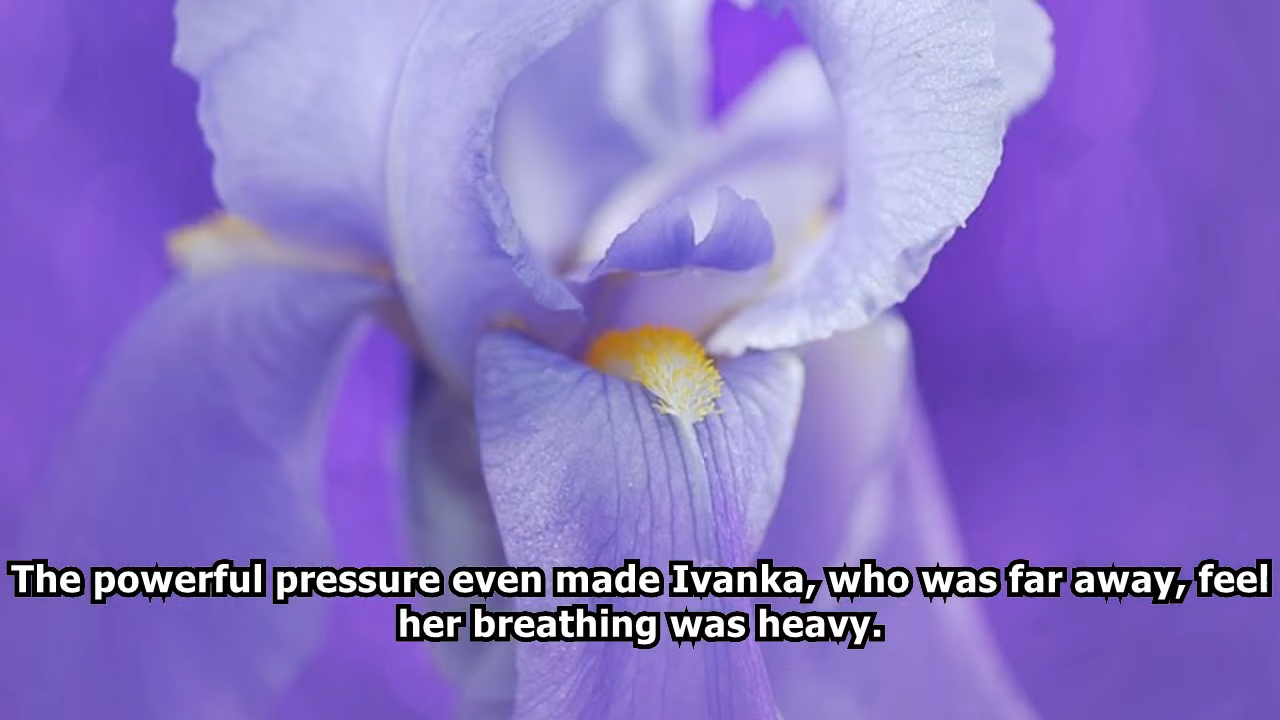 The powerful pressure even made Ivanka, who was far away, feel
her breathing was heavy.